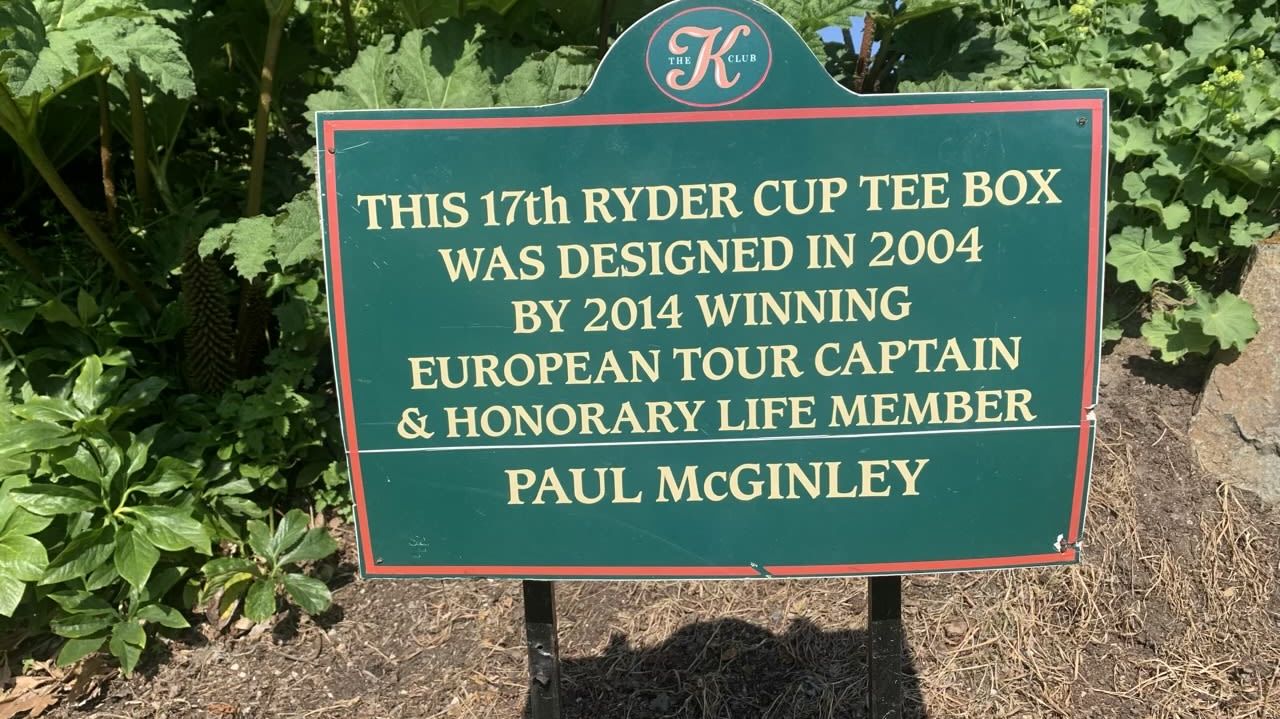 THE K CLUB
THIS 17th RYDER CUP TEE BOX
WAS DESIGNED IN 2004
BY 2014 WINNING
EUROPEAN TOUR CAPTAIN
& HONORARY LIFE MEMBER
PAUL McGINLEY